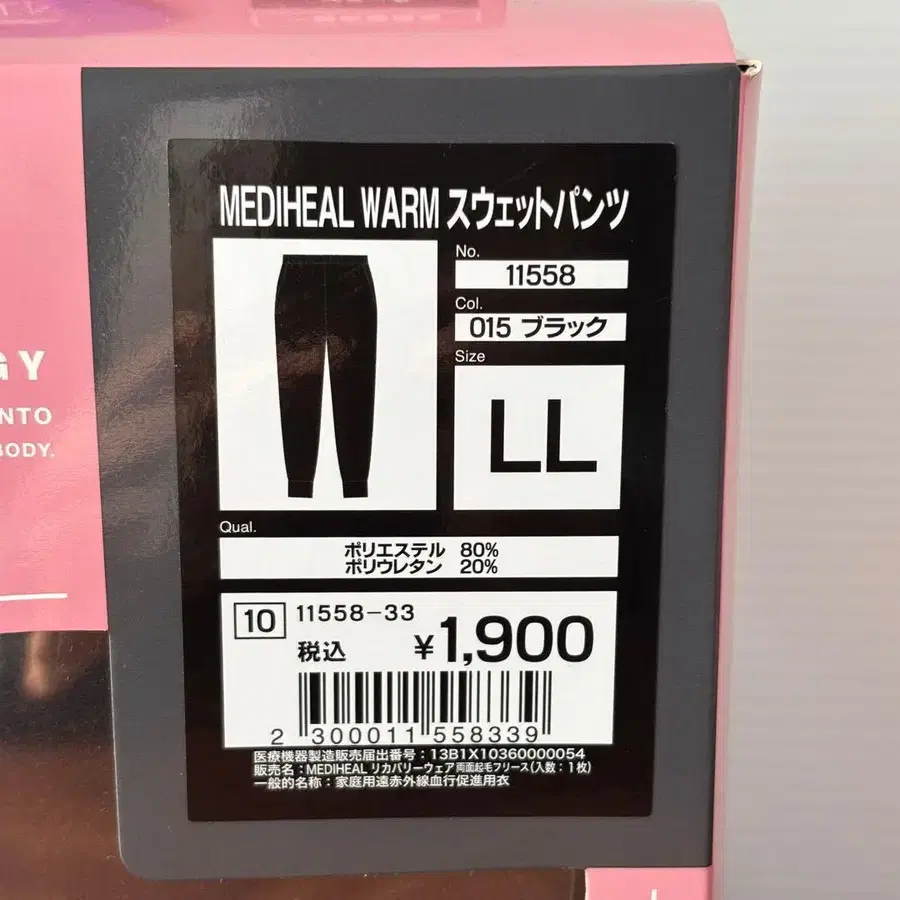 GY
NTO
BODY.
MEDIHEAL WARM スウェットパンツ
No.
11558
Col.
015 ブラック
Size
LL
Qual.
ポリエステル 80%
ポリウレタン 20%
10 11558-33
税込 ¥1,900
2 300011 558339
医療機器製造販売届出番号:13B1X10360000054
販売名:MEDIHEAL リカバリーウェア 両面起毛フリース(入数:1枚)
一般的名称:家庭用遠赤外線血行促進用衣